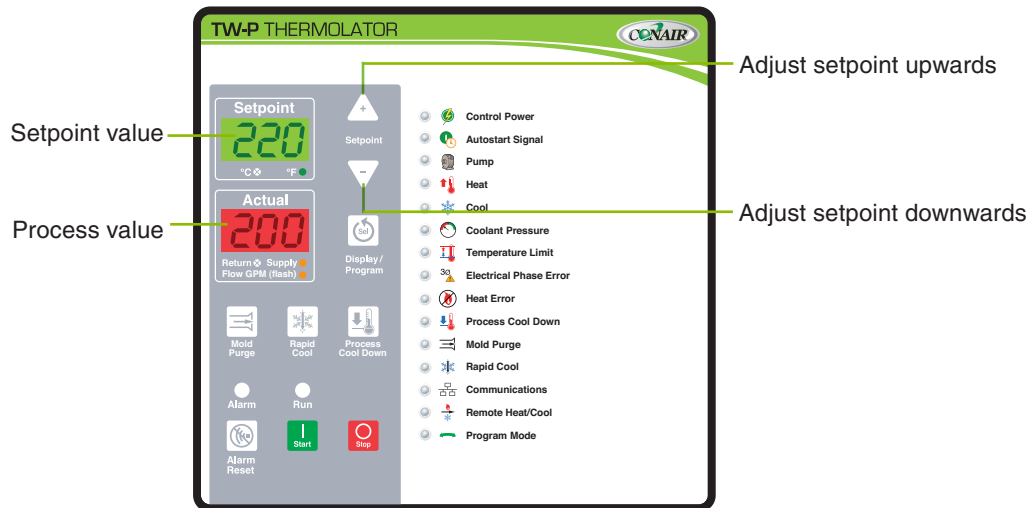 TW-P THERMOLATOR
CONAIR
Adjust setpoint upwards
Setpoint value
Setpoint
220
°C °F
+
Setpoint
−
Adjust setpoint downwards
Process value
Actual
200
Return Supply
Flow GPM (flash)
Sel
Display /
Program
Mold
Purge
Rapid
Cool
Process
Cool Down
Alarm
Run
Alarm
Reset
Start
Stop
Control Power
Autostart Signal
Pump
Heat
Cool
Coolant Pressure
Temperature Limit
3Ø
Electrical Phase Error
Heat Error
Process Cool Down
Mold Purge
Rapid Cool
Communications
Remote Heat/Cool
Program Mode